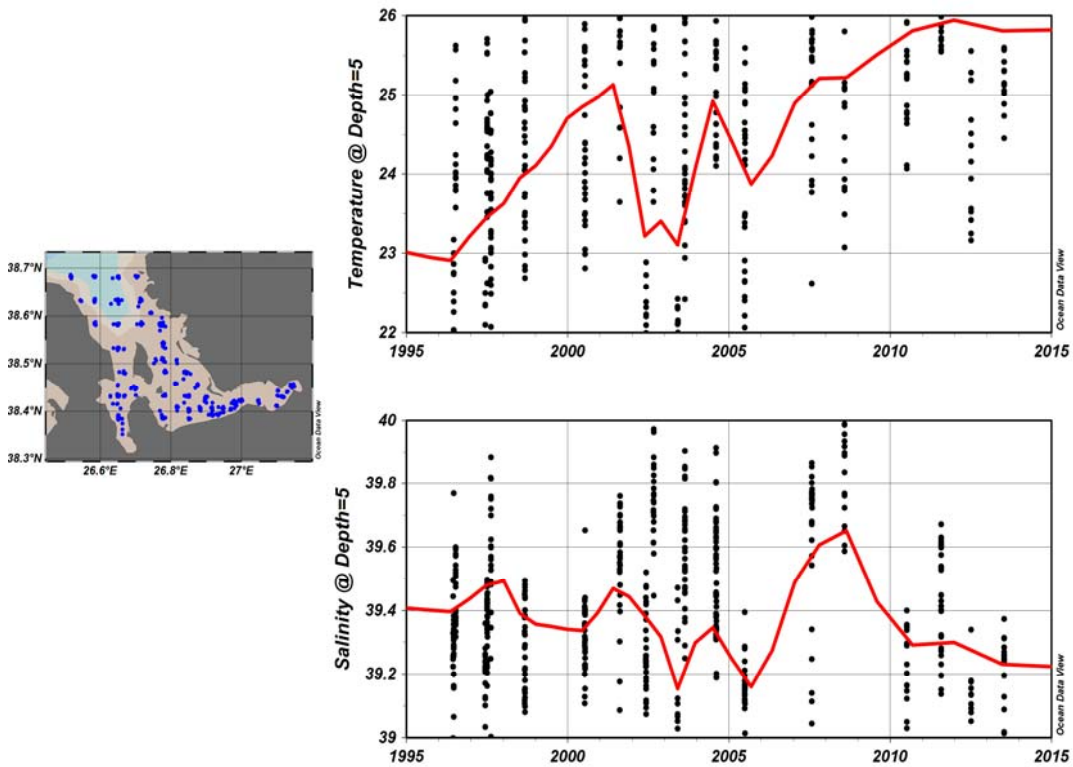 26
25
24
23
22
Temperature @ Depth=5
1995
2000
2005
2010
2015
Ocean Data View
38.7°N
38.6°N
38.5°N
38.4°N
38.3°N
26.6°E
26.8°E
27°E
Ocean Data View
40
39.8
39.6
39.4
39.2
39
Salinity @ Depth=5
1995
2000
2005
2010
2015
Ocean Data View